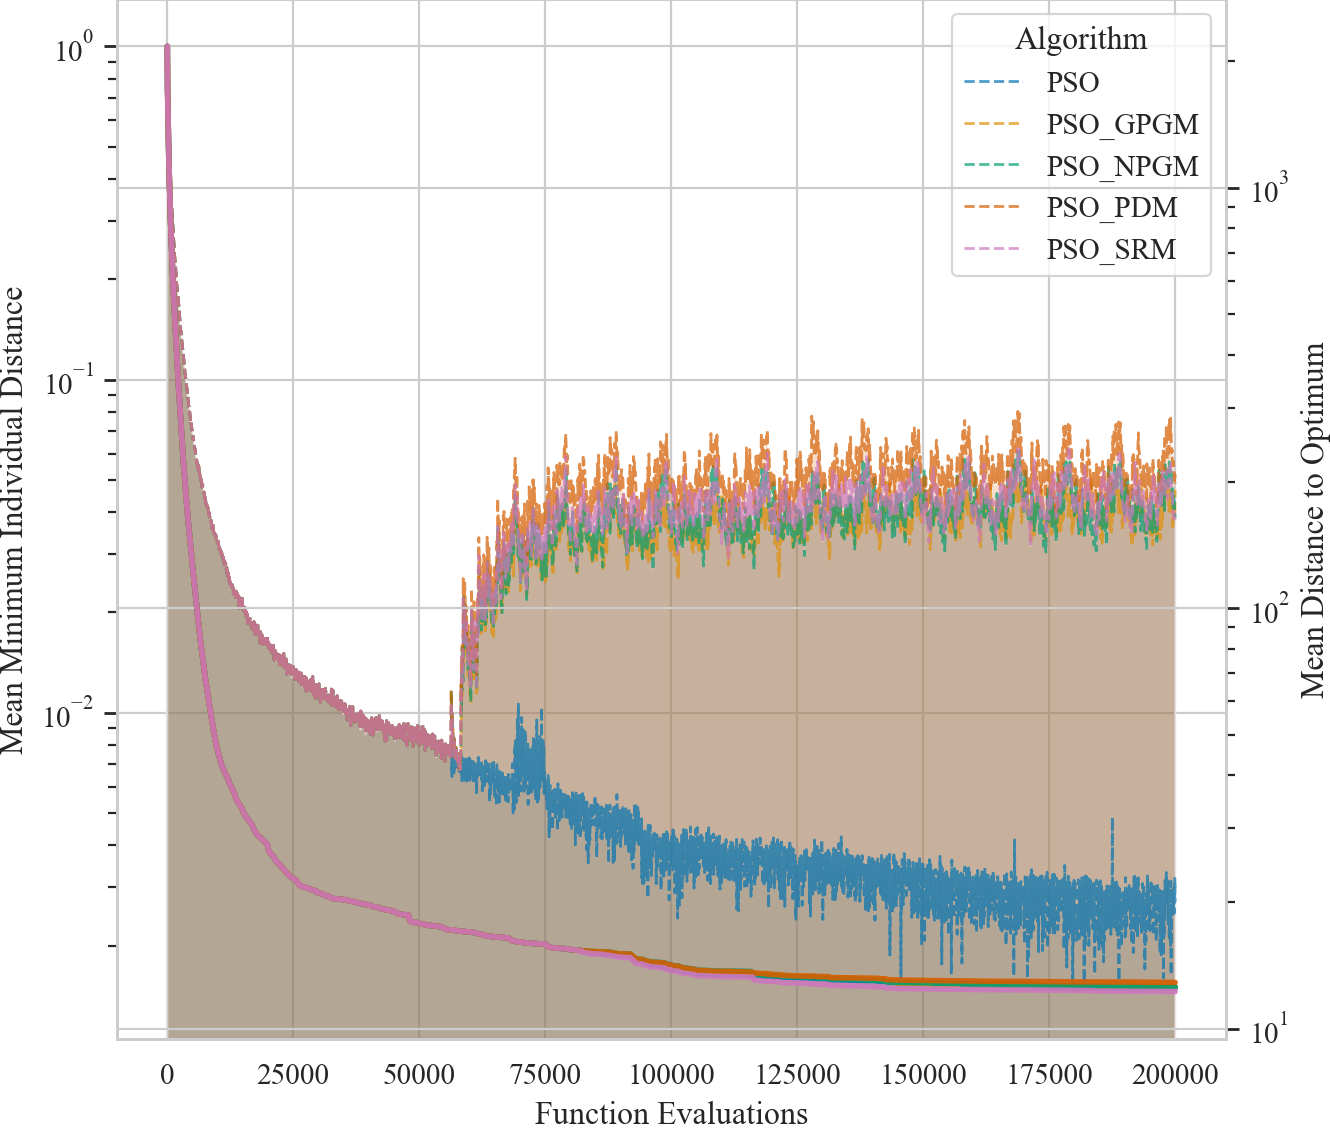 Mean Minimum Individual Distance
10^0
10^-1
10^-2
Algorithm
PSO
PSO_GPGM
PSO_NPGM
PSO_PDM
PSO_SRM
10^3
10^2
10^1
Mean Distance to Optimum
0 25000 50000 75000 100000 125000 150000 175000 200000
Function Evaluations